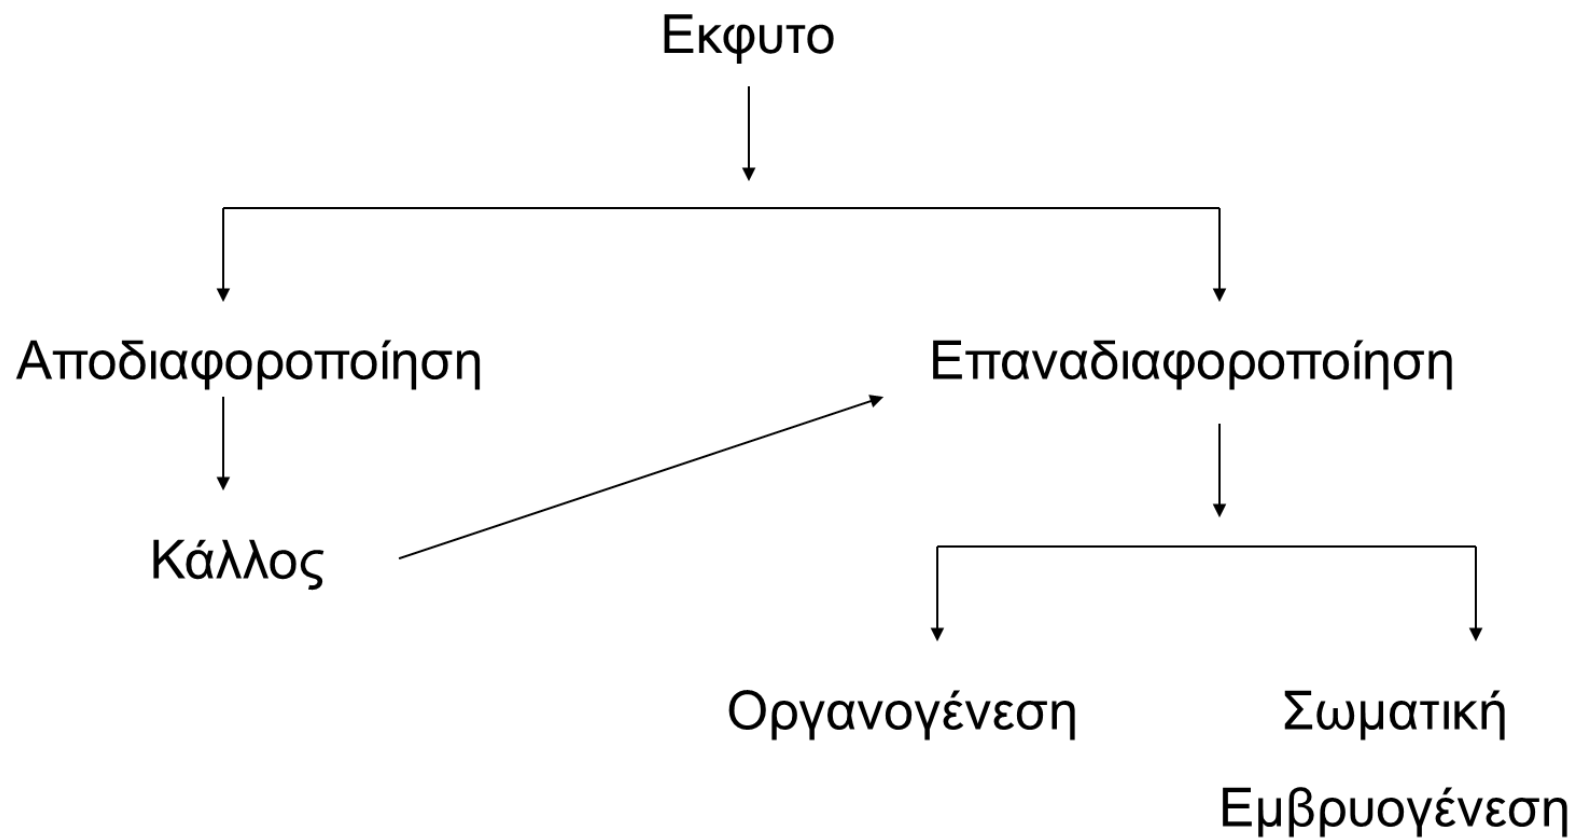 Εκφυτο
Αποδιαφοροποίηση
Επαναδιαφοροποίηση
Κάλλος
Οργανογένεση
Σωματική
Εμβρυογένεση